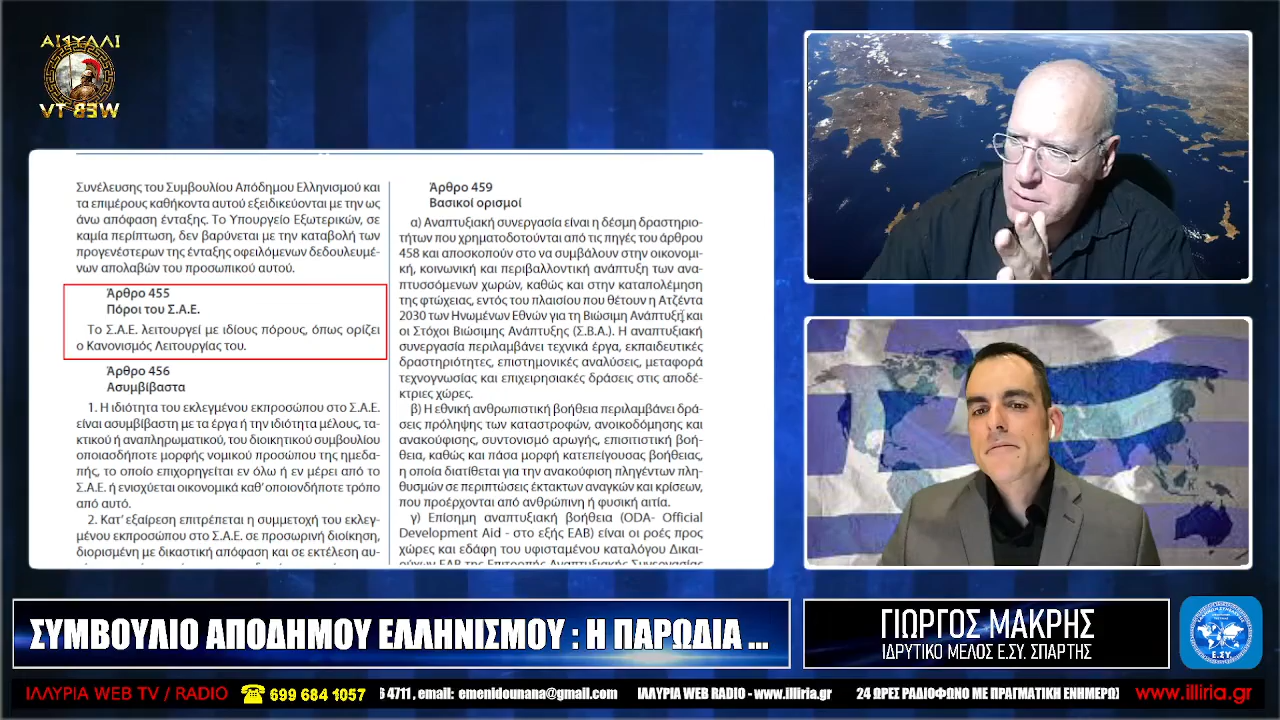 ΙΛΛΥΡΙΑ
WEB TV
Συνέλευσης του Συμβουλίου Απόδημου Ελληνισμού και
τα επιμέρους καθήκοντα αυτού εξειδικεύονται με την ως
άνω απόφαση ένταξης. Το Υπουργείο Εξωτερικών, σε
καμία περίπτωση, δεν βαρύνεται με την καταβολή των
προγενέστερων της ένταξης οφειλόμενων δεδουλευμέ-
νων απολαβών του προσωπικού αυτού.
Άρθρο 455
Πόροι του Σ.Α.Ε.
Το Σ.Α.Ε. λειτουργεί με ιδίους πόρους, όπως ορίζει
ο Κανονισμός Λειτουργίας του.
Άρθρο 456
Ασυμβίβαστα
1. Η ιδιότητα του εκλεγμένου εκπροσώπου στο Σ.Α.Ε.
είναι ασυμβίβαστη με τα έργα ή την ιδιότητα μέλους, τα-
κτικού ή αναπληρωματικού, του διοικητικού συμβουλίου
οποιασδήποτε μορφής νομικού προσώπου της ημεδα-
πής, το οποίο επιχορηγείται εν όλω ή εν μέρει από το
Σ.Α.Ε. ή ενισχύεται οικονομικά καθ' οποιονδήποτε τρόπο
από αυτό.
2. Κατ' εξαίρεση επιτρέπεται η συμμετοχή του εκλεγ-
μένου εκπροσώπου στο Σ.Α.Ε. σε προσωρινή διοίκηση,
διορισμένη με δικαστική απόφαση και σε εκτέλεση αυ-
Άρθρο 459
Βασικοί ορισμοί
α) Αναπτυξιακή συνεργασία είναι η δέσμη δραστηριο-
τήτων που χρηματοδοτούνται από τις πηγές του άρθρου
458 και αποσκοπούν στο να συμβάλουν στην οικονομι-
κή, κοινωνική και περιβαλλοντική ανάπτυξη των ανα-
πτυσσόμενων χωρών, καθώς και στην καταπολέμηση
της φτώχειας, εντός του πλαισίου που θέτουν η Ατζέντα
2030 των Ηνωμένων Εθνών για τη Βιώσιμη Ανάπτυξη και
οι Στόχοι Βιώσιμης Ανάπτυξης (Σ.Β.Α.). Η αναπτυξιακή
συνεργασία περιλαμβάνει τεχνικά έργα, εκπαιδευτικές
δραστηριότητες, επιστημονικές αναλύσεις, μεταφορά
τεχνογνωσίας και επιχειρησιακές δράσεις στις αποδέ-
κτριες χώρες.
β) Η εθνική ανθρωπιστική βοήθεια περιλαμβάνει δρά-
σεις πρόληψης των καταστροφών, ανοικοδόμησης και
ανακούφισης, συντονισμό αρωγής, επισιτιστική βοή-
θεια, καθώς και πάσα μορφή κατεπείγουσας βοήθειας,
η οποία διατίθεται για την ανακούφιση πληγέντων πλη-
θυσμών σε περιπτώσεις έκτακτων αναγκών και κρίσεων,
που προέρχονται από ανθρώπινη ή φυσική αιτία.
γ) Επίσημη αναπτυξιακή βοήθεια (ODA- Official
Development Aid - στο εξής ΕΑΒ) είναι οι ροές προς
χώρες και εδάφη του υφισταμένου καταλόγου Δικαι-
ούχων ΕΑΒ της Επιτροπής Αναπτυξιακής Συνεργασίας
ΣΥΜΒΟΥΛΙΟ ΑΠΟΔΗΜΟΥ ΕΛΛΗΝΙΣΜΟΥ : Η ΠΑΡΩΔΙΑ ...
ΓΙΩΡΓΟΣ ΜΑΚΡΗΣ
ΙΔΡΥΤΙΚΟ ΜΕΛΟΣ Ε.ΣΥ. ΣΠΑΡΤΗΣ
Ε.ΣΥ.
ΙΛΛΥΡΙΑ WEB TV / RADIO 699 684 1057 6 4711 , email: emenidounana@gmail.com ΙΛΛΥΡΙΑ WEB RADIO - www.illiria.gr 24 ΩΡΕΣ ΡΑΔΙΟΦΩΝΟ ΜΕ ΠΡΑΓΜΑΤΙΚΗ ΕΝΗΜΕΡΩΣ www.illiria.gr